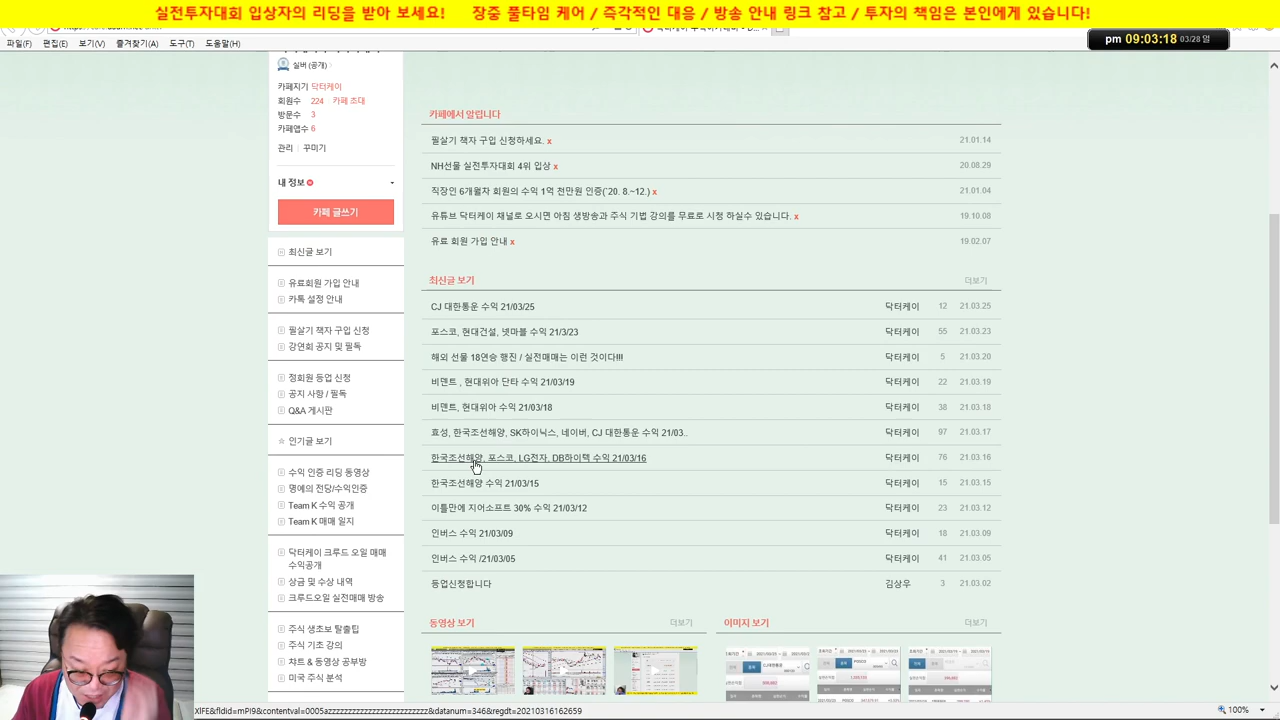 실전투자대회 입상자의 리딩을 받아 보세요! 장중 풀타임 케어 / 즉각적인 대응 / 방송 안내 링크 참고 / 투자의 책임은 본인에게 있습니다!
파일(F) 편집(E) 보기(V) 즐겨찾기(A) 도구(T) 도움말(H)
pm 09:03:18 03/28 일
실버 (공개)
카페지기 닥터케이
회원수 224 카페 초대
방문수 3
카페앱수 6
관리 꾸미기
내 정보
카페 글쓰기
최신글 보기
유료회원 가입 안내
카톡 설정 안내
필살기 책자 구입 신청
강연회 공지 및 필독
정회원 등업 신청
공지 사항 / 필독
Q&A 게시판
인기글 보기
수익 인증 리딩 동영상
명예의 전당/수익인증
Team K 수익 공개
Team K 매매 일지
닥터케이 크루드 오일 매매
수익공개
상금 및 수상 내역
크루드오일 실전매매 방송
주식 생초보 탈출팁
주식 기초 강의
차트 & 동영상 공부방
미국 주식 분석
카페에서 알립니다
필살기 책자 구입 신청하세요. x 21.01.14
NH선물 실전투자대회 4위 입상 x 20.08.29
직장인 6개월차 회원의 수익 1억 천만원 인증(`20. 8.~12.) x 21.01.04
유튜브 닥터케이 채널로 오시면 아침 생방송과 주식 기법 강의를 무료로 시청 하실수 있습니다. x 19.10.08
유료 회원 가입 안내 x 19.02.07
최신글 보기 더보기
CJ 대한통운 수익 21/03/25 닥터케이 12 21.03.25
포스코, 현대건설, 넷마블 수익 21/3/23 닥터케이 55 21.03.23
해외 선물 18연승 행진 / 실전매매는 이런 것이다!!! 닥터케이 5 21.03.20
비덴트 , 현대위아 단타 수익 21/03/19 닥터케이 22 21.03.19
비덴트, 현대위아 수익 21/03/18 닥터케이 38 21.03.18
효성, 한국조선해양, SK하이닉스, 네이버, CJ 대한통운 수익 21/03.. 닥터케이 97 21.03.17
한국조선해양, 포스코, LG전자, DB하이텍 수익 21/03/16 닥터케이 76 21.03.16
한국조선해양 수익 21/03/15 닥터케이 15 21.03.15
이틀만에 지어소프트 30% 수익 21/03/12 닥터케이 23 21.03.12
인버스 수익 21/03/09 닥터케이 18 21.03.09
인버스 수익 /21/03/05 닥터케이 41 21.03.05
등업신청합니다 김상우 3 21.03.02
동영상 보기 더보기 이미지 보기 더보기
XlFE&fldid=mPI9&contentval=0005azzzzzzzzzzzzzzzzzzzzzzzzz&datanum=346&regdt=20210316162659
100%